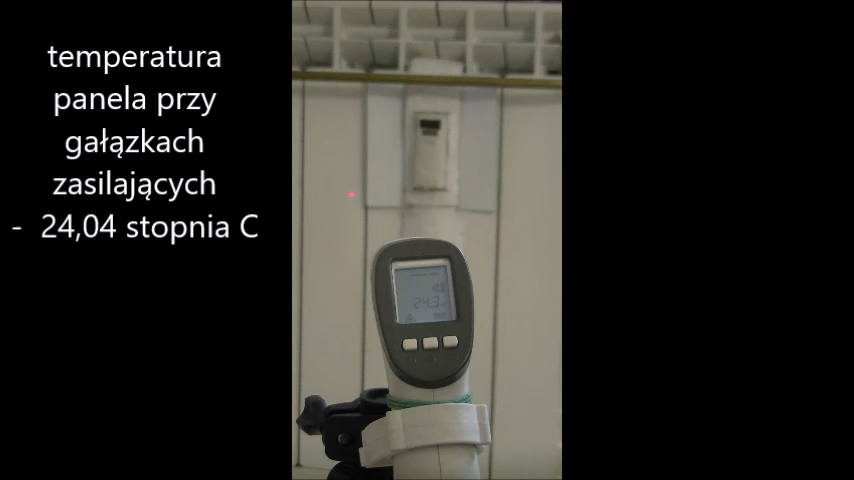 temperatura
panela przy
gałązkach
zasilających
- 24,04 stopnia C
24.3